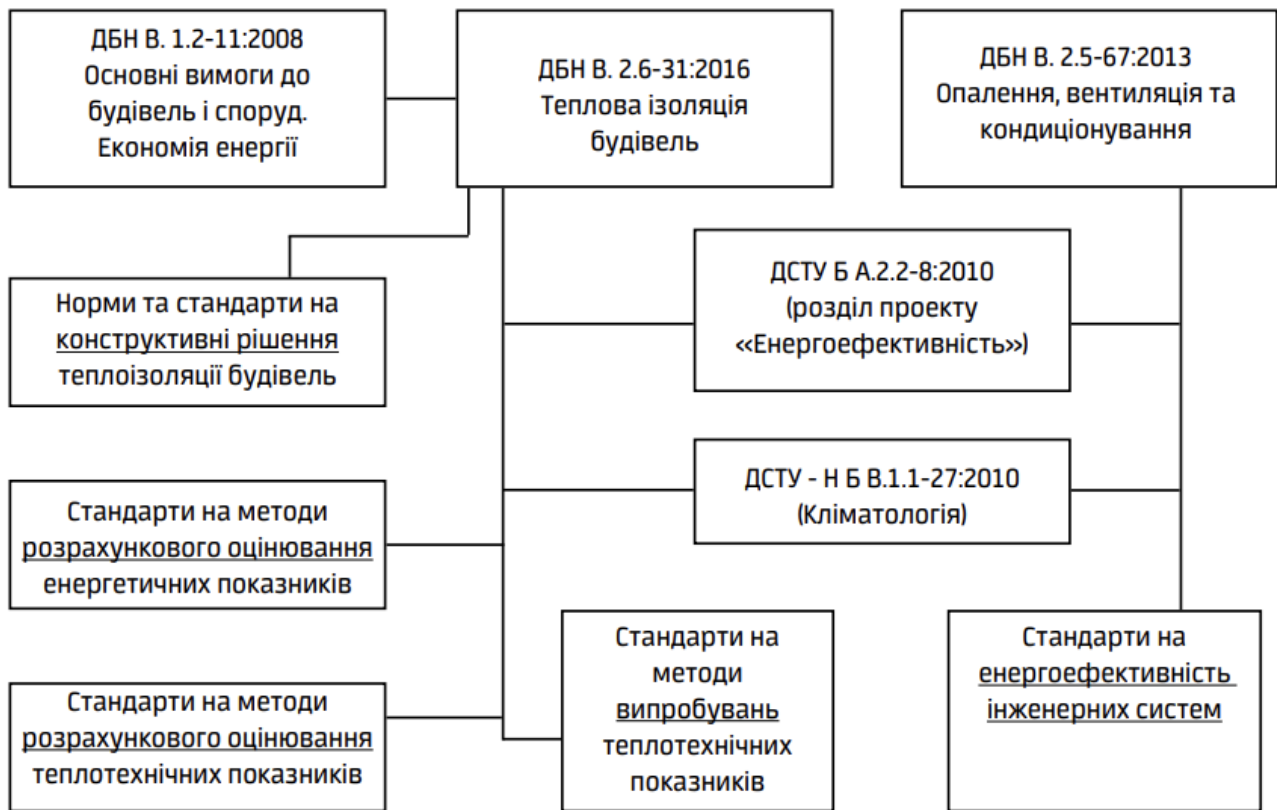 ДБН В. 1.2-11:2008
Основні вимоги до
будівель і споруд.
Економія енергії
ДБН В. 2.6-31:2016
Теплова ізоляція
будівель
ДБН В. 2.5-67:2013
Опалення, вентиляція та
кондиціонування
ДСТУ Б А.2.2-8:2010
(розділ проекту
«Енергоефективність»)
Норми та стандарти на
конструктивні рішення
теплоізоляції будівель
ДСТУ - Н Б В.1.1-27:2010
(Кліматологія)
Стандарти на методи
розрахункового оцінювання
енергетичних показників
Стандарти на методи
розрахункового оцінювання
теплотехнічних показників
Стандарти на
методи
випробувань
теплотехнічних
показників
Стандарти на
енергоефективність
інженерних систем